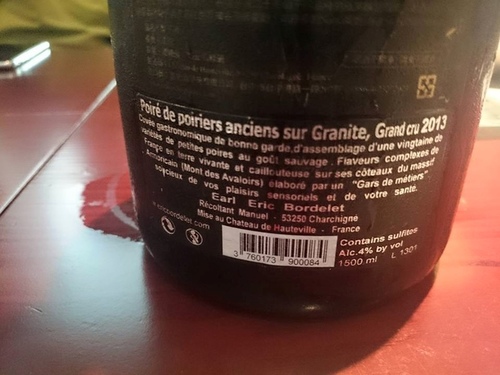 Poiré de poiriers anciens sur Granite, Grand cru 2013
Cuvée gastronomique de bonne garde,d'assemblage d'une vingtaine de
variétés de petites poires au goût sauvage. Flaveurs complexes de
France en terre vivante et caillouteuse sur ses côteaux du massif
Armoricain (Mont des Avaloirs) élaboré par un "Gars de métiers"
soucieux de vos plaisirs sensoriels et de votre santé.
Earl Eric Bordelet
Récoltant Manuel - 53250 Charchigne
Mise au Chateau de Hauteville - France
ericbordelet.com
Contains sulfites
Alc.4% by vol
1500 ml L 1301
3 760173 900084